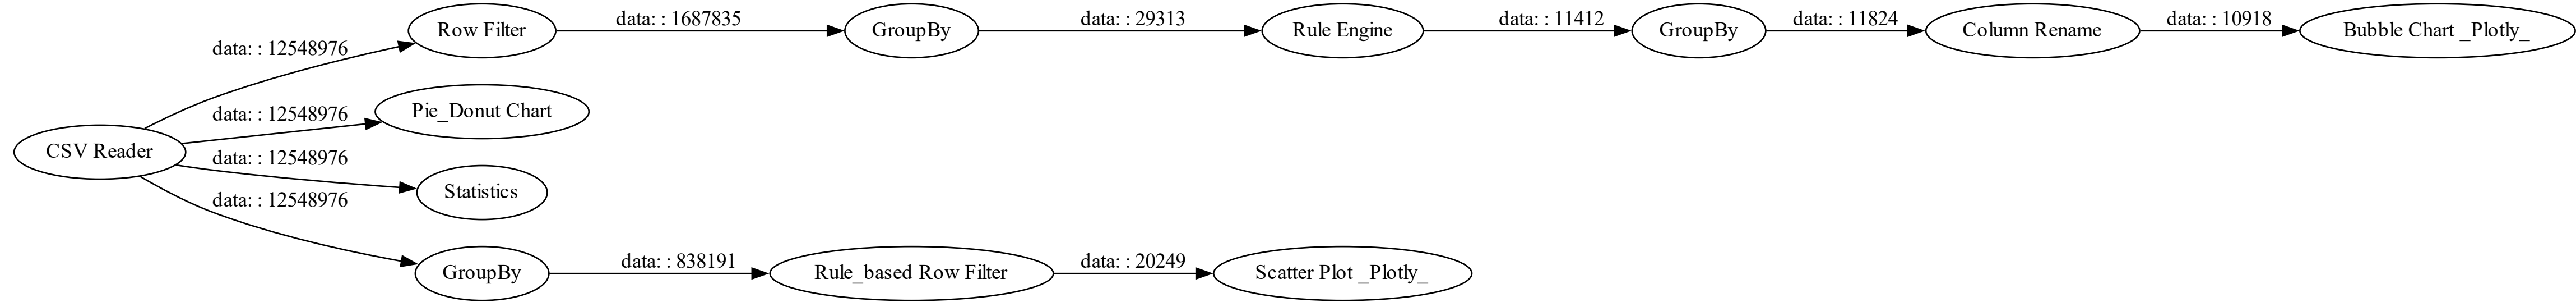 data: : 1687835
data: : 29313
data: : 11412
data: : 11824
data: : 10918
Row Filter
GroupBy
Rule Engine
GroupBy
Column Rename
Bubble Chart _Plotly_
data: : 12548976
data: : 12548976
Pie_Donut Chart
CSV Reader
data: : 12548976
Statistics
data: : 12548976
data: : 838191
data: : 20249
GroupBy
Rule_based Row Filter
Scatter Plot _Plotly_